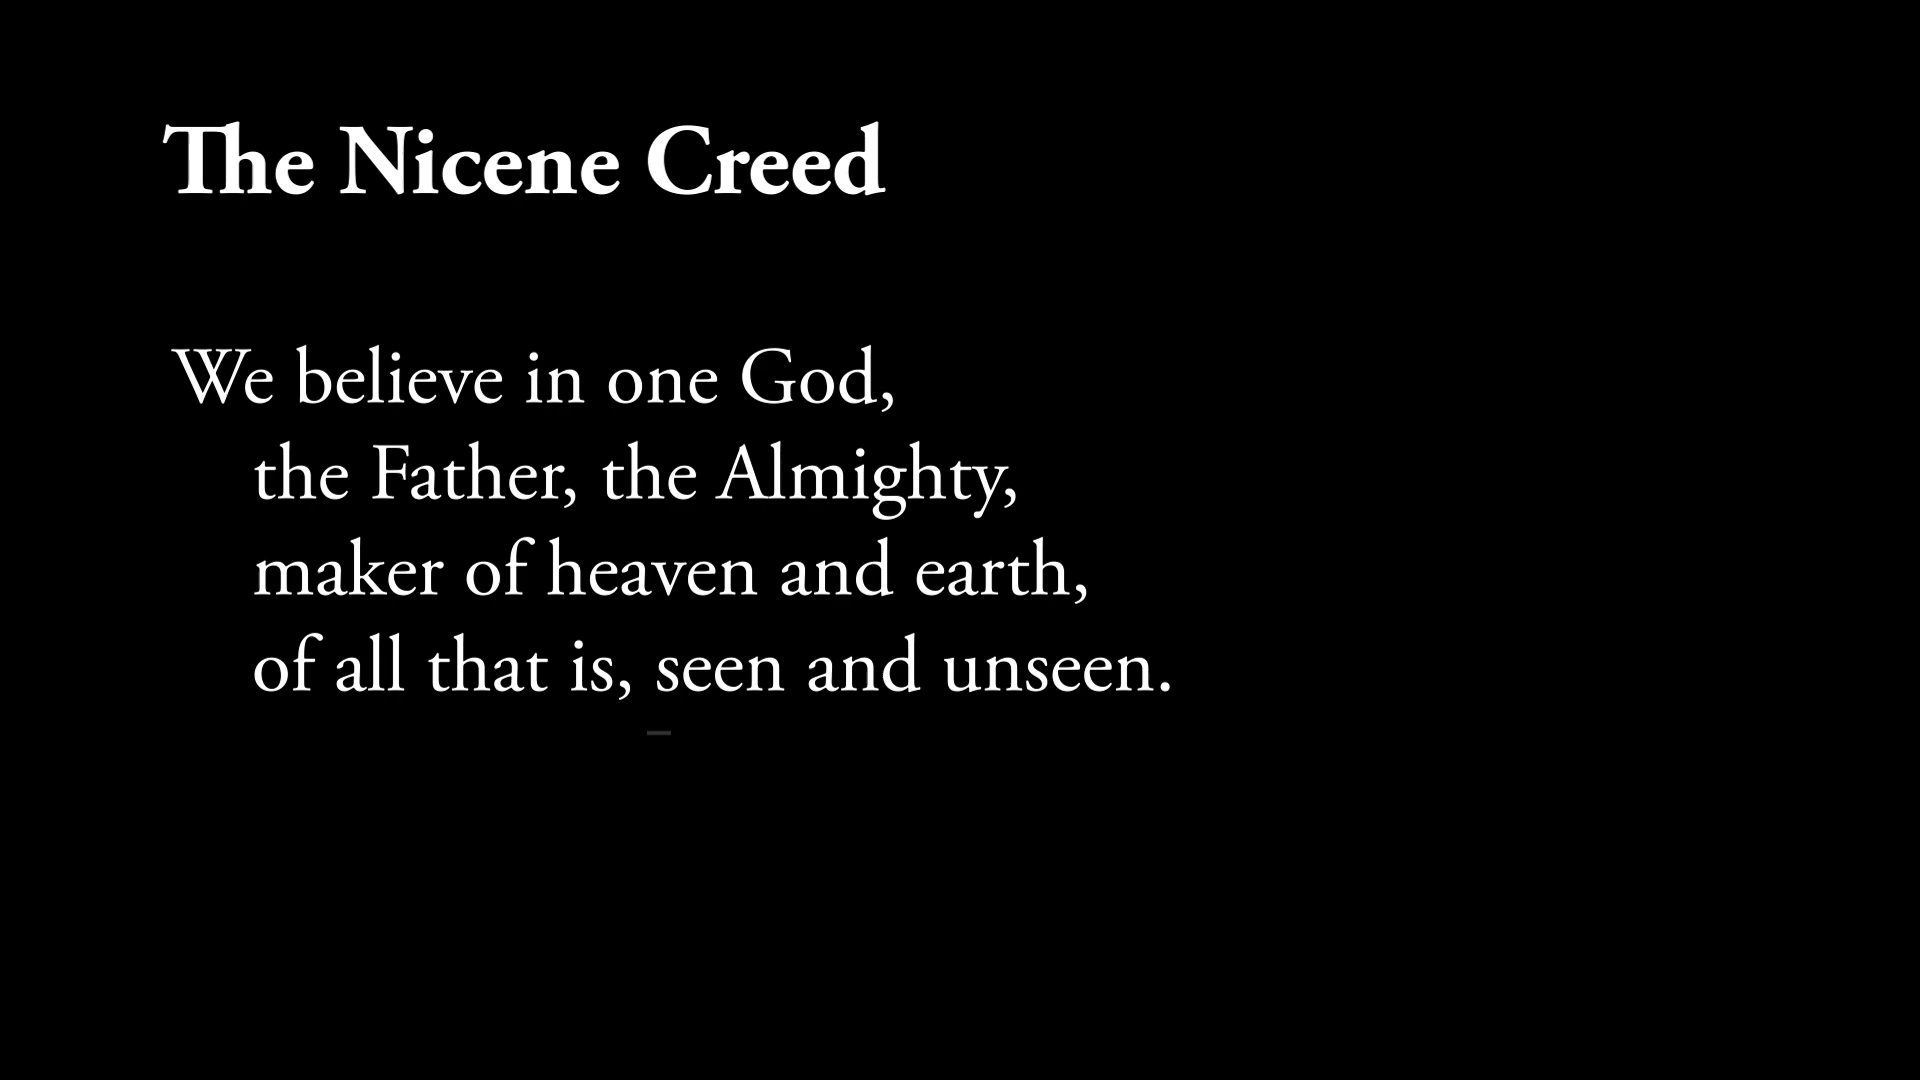 The Nicene Creed
We believe in one God,
the Father, the Almighty,
maker of heaven and earth,
of all that is, seen and unseen.